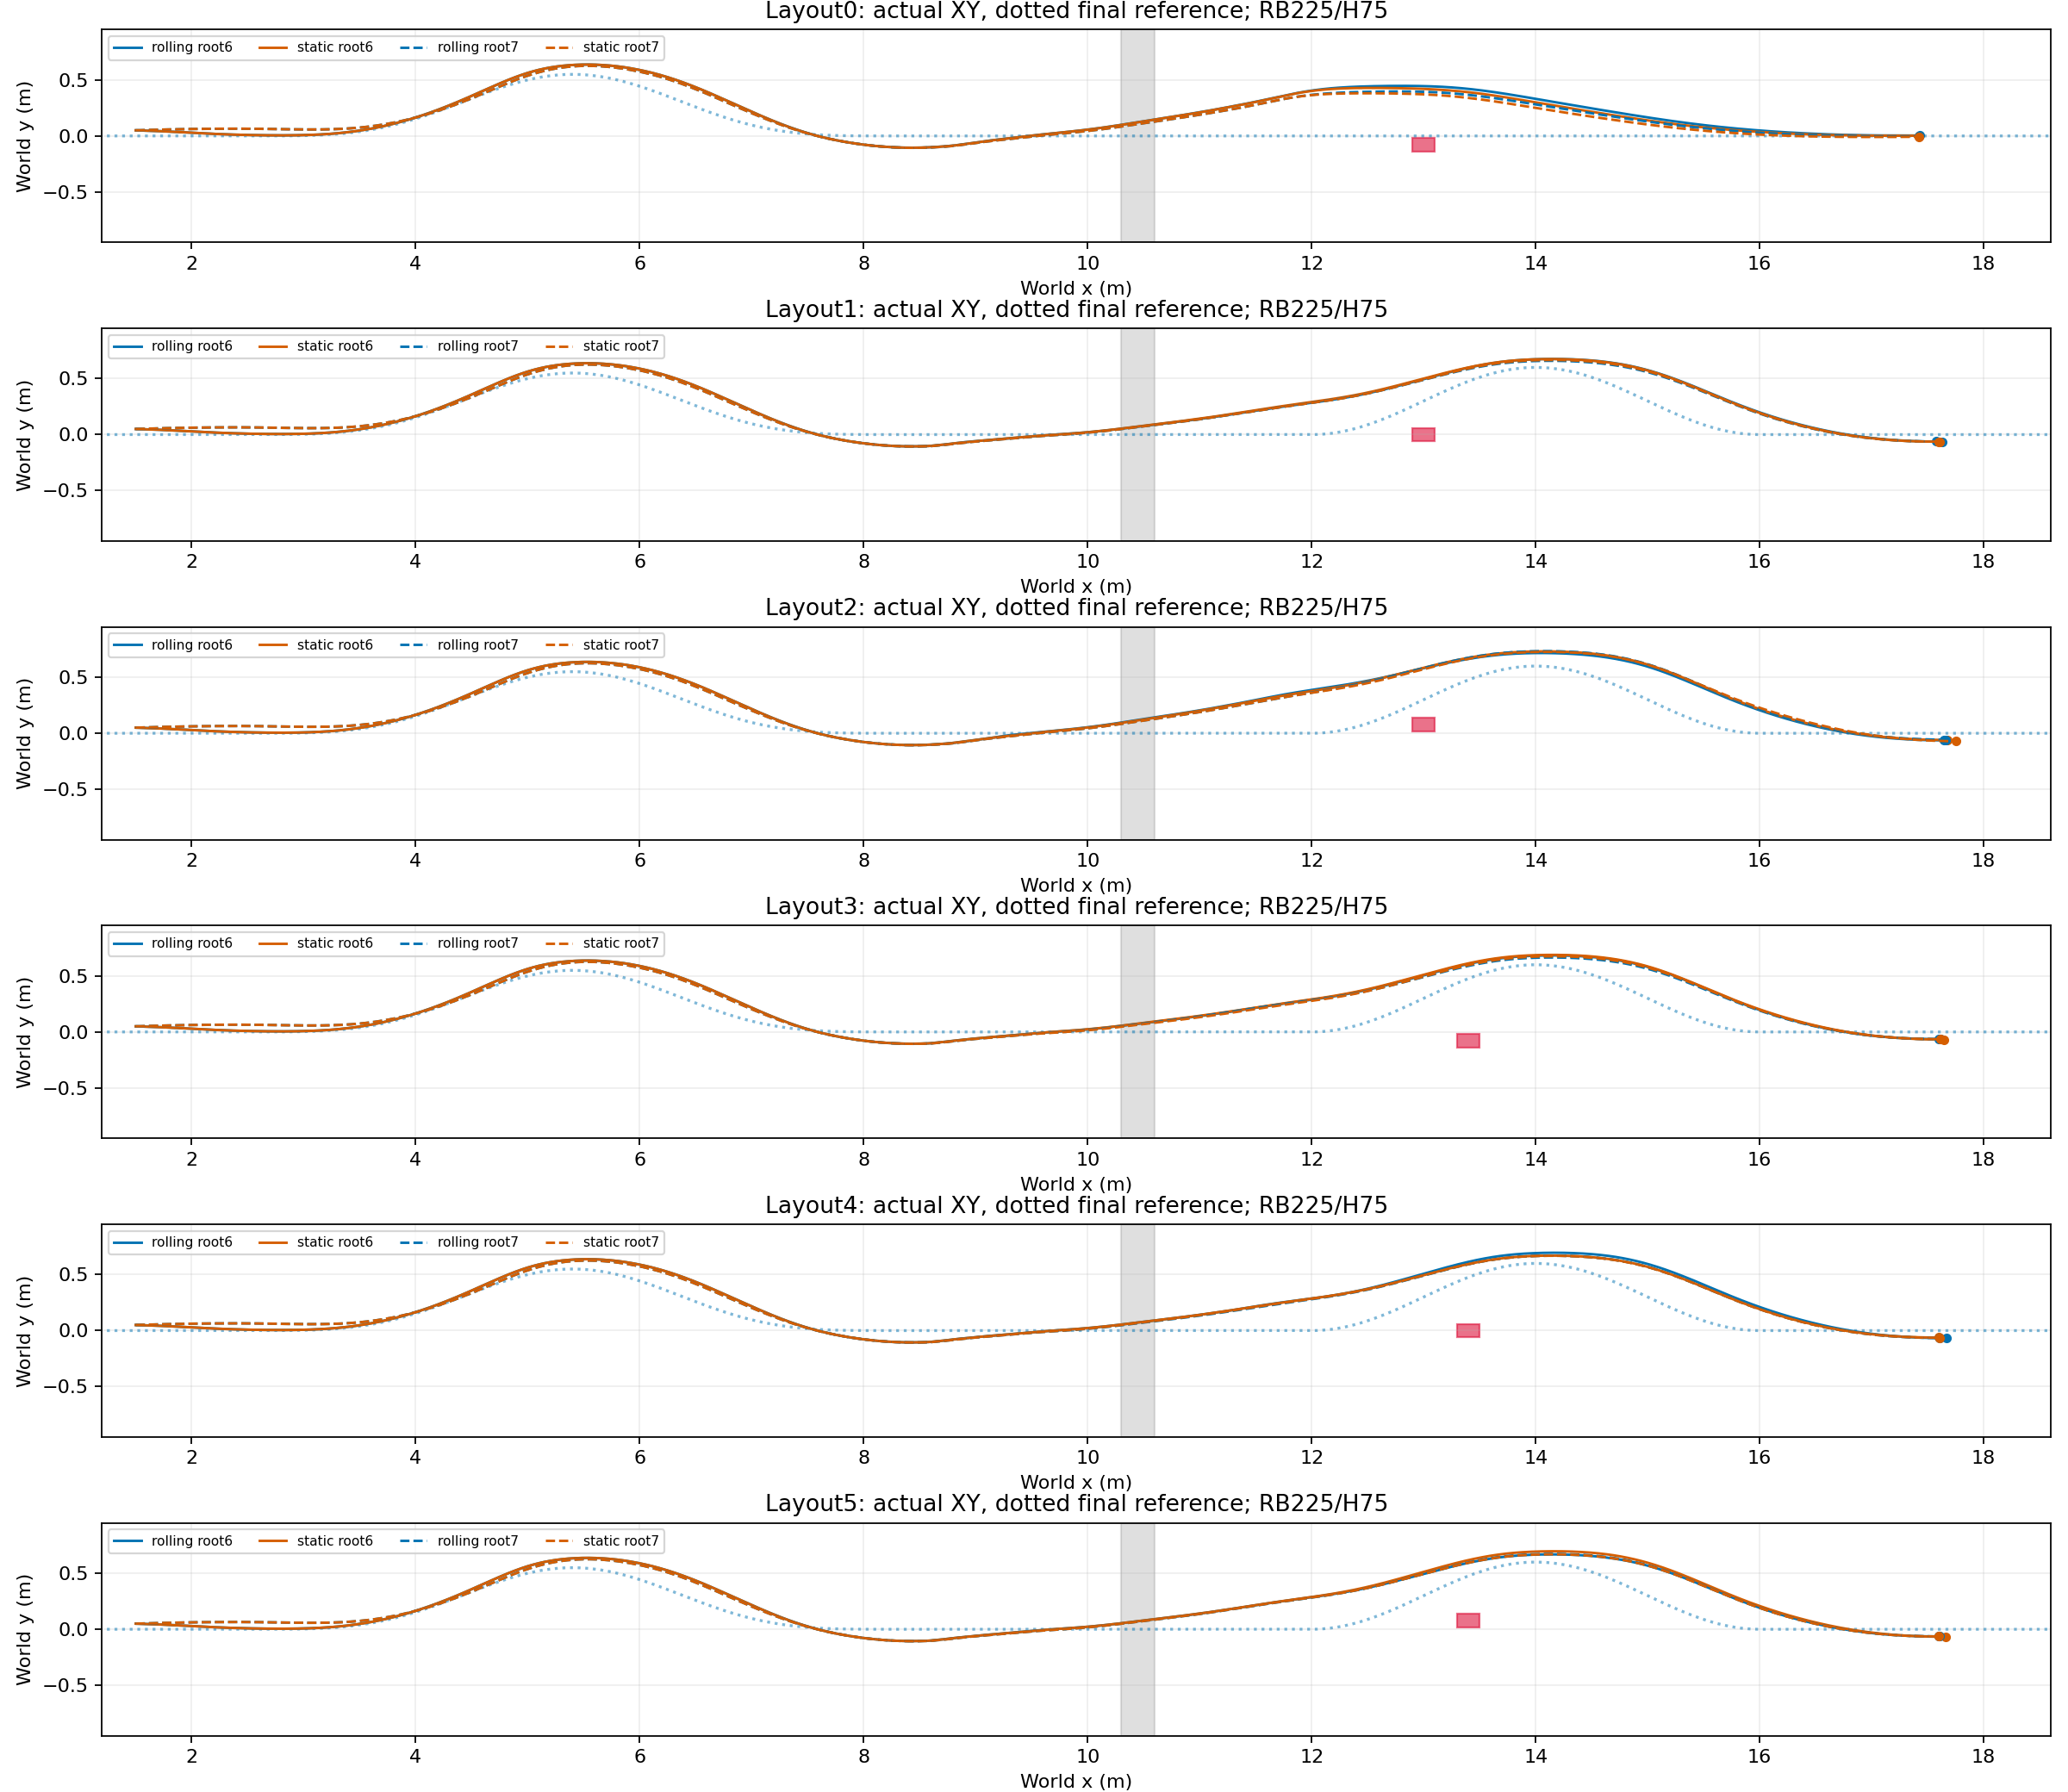 Layout0: actual XY, dotted final reference; RB225/H75
rolling root6 static root6 rolling root7 static root7
World y (m)
0.5
0.0
−0.5
2 4 6 8 10 12 14 16 18
World x (m)
Layout1: actual XY, dotted final reference; RB225/H75
rolling root6 static root6 rolling root7 static root7
World y (m)
0.5
0.0
−0.5
2 4 6 8 10 12 14 16 18
World x (m)
Layout2: actual XY, dotted final reference; RB225/H75
rolling root6 static root6 rolling root7 static root7
World y (m)
0.5
0.0
−0.5
2 4 6 8 10 12 14 16 18
World x (m)
Layout3: actual XY, dotted final reference; RB225/H75
rolling root6 static root6 rolling root7 static root7
World y (m)
0.5
0.0
−0.5
2 4 6 8 10 12 14 16 18
World x (m)
Layout4: actual XY, dotted final reference; RB225/H75
rolling root6 static root6 rolling root7 static root7
World y (m)
0.5
0.0
−0.5
2 4 6 8 10 12 14 16 18
World x (m)
Layout5: actual XY, dotted final reference; RB225/H75
rolling root6 static root6 rolling root7 static root7
World y (m)
0.5
0.0
−0.5
2 4 6 8 10 12 14 16 18
World x (m)